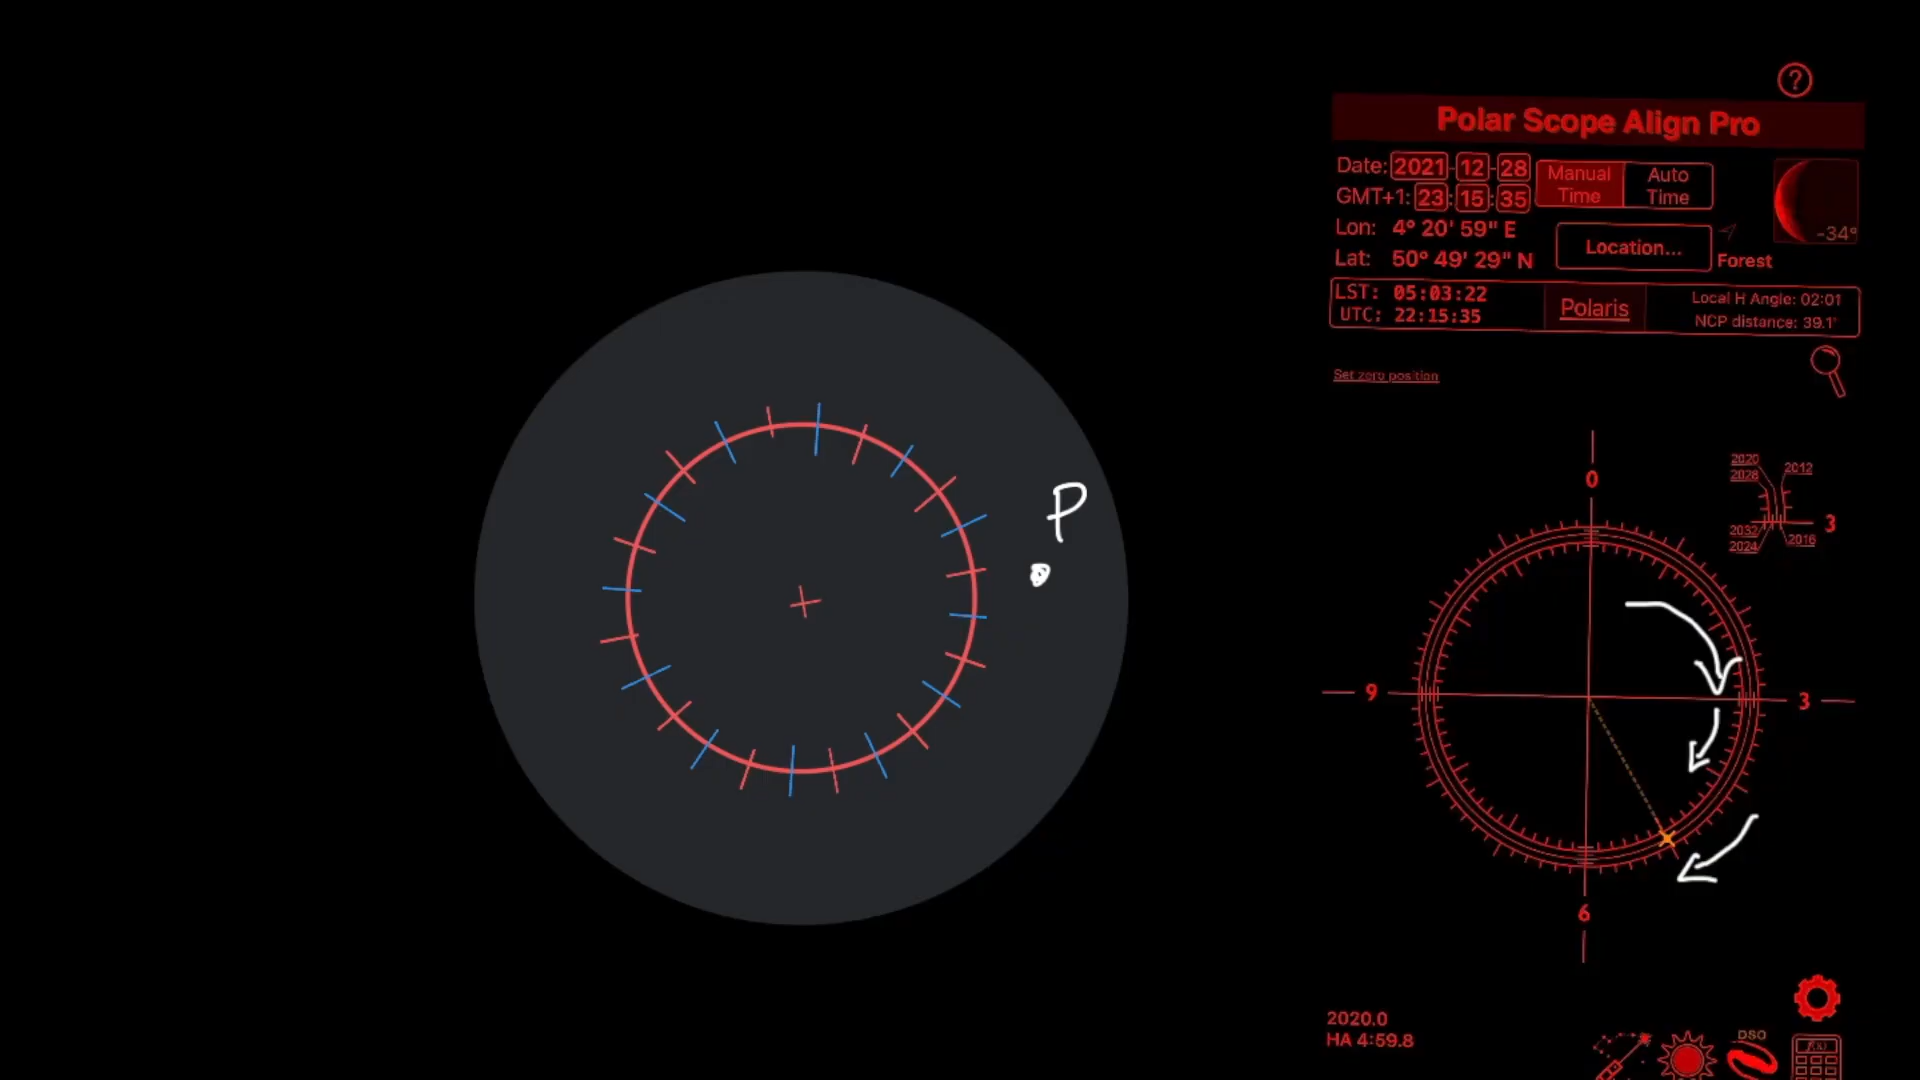 ?
Polar Scope Align Pro
Date: 2021-12-28
Manual Time
Auto Time
GMT+1: 23:15:35
Lon: 4° 20' 59" E
Lat: 50° 49' 29" N
Location...
Forest
-34°
LST: 05:03:22
UTC: 22:15:35
Polaris
Local H Angle: 02:01
NCP distance: 39.1'
Set zero position
P
0
3
6
9
2020
2028
2012
3
2032
2024
2016
2020.0
HA 4:59.8
DSO
f(x)